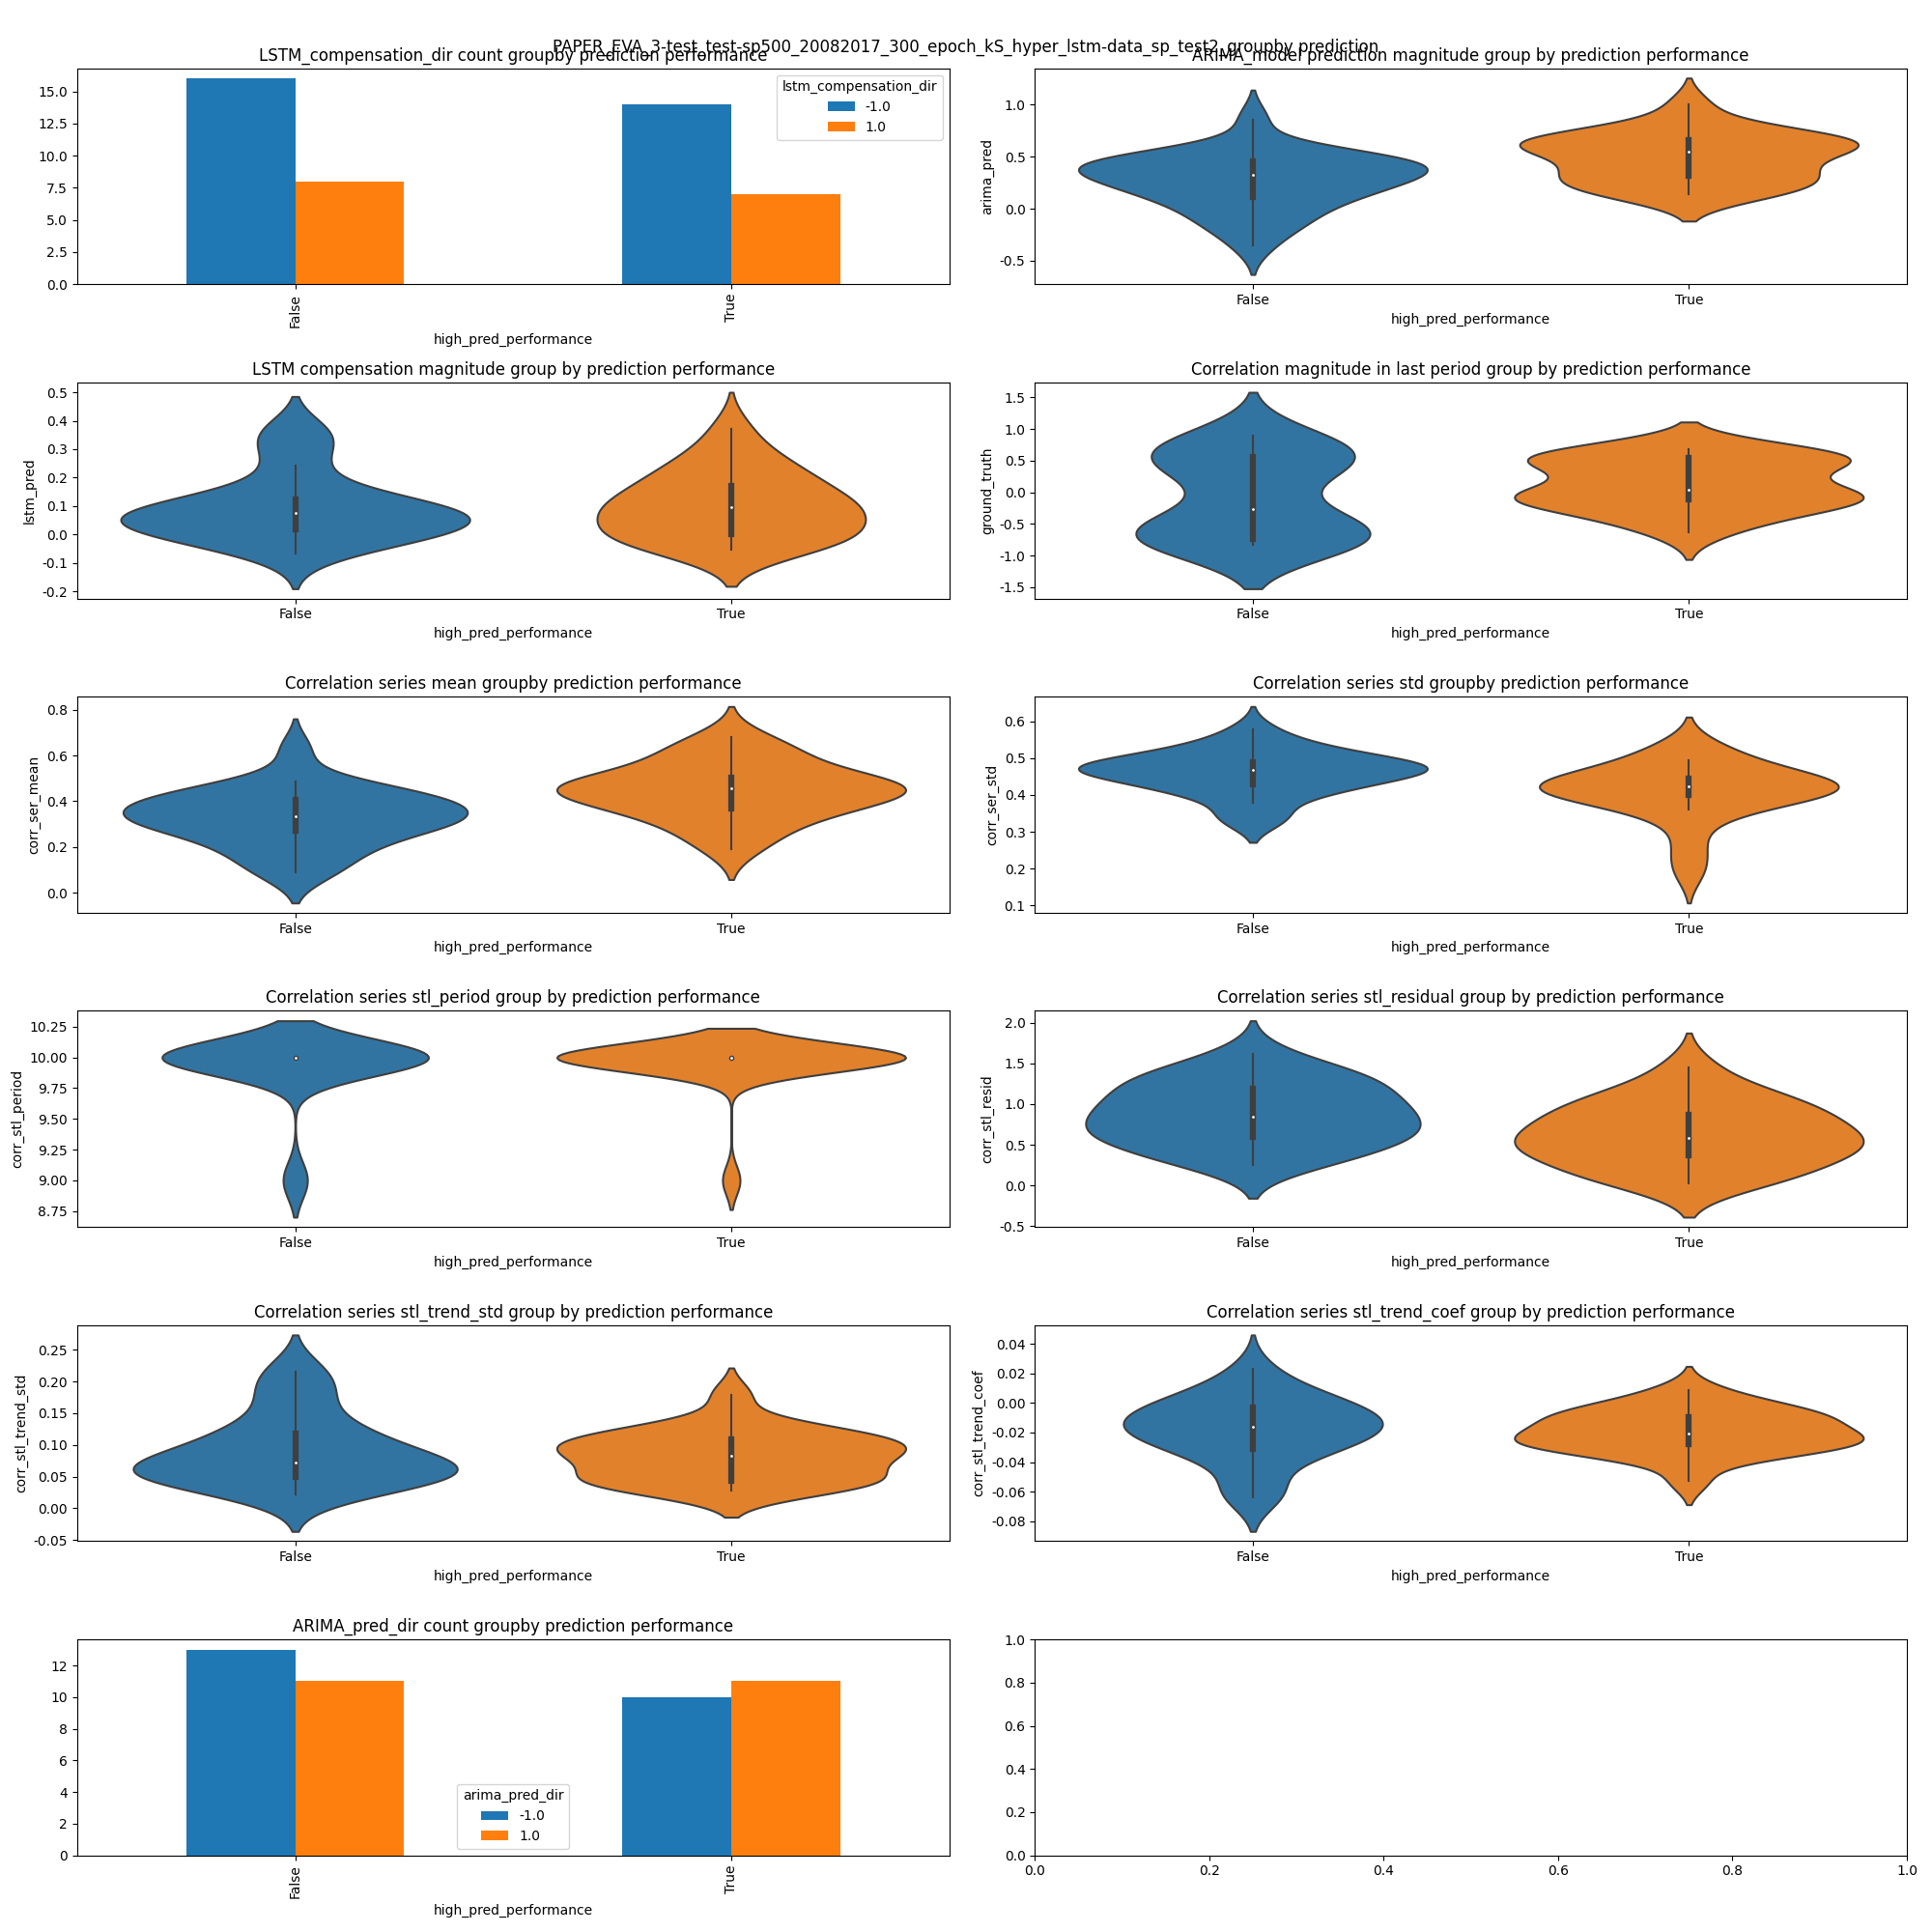 PAPER_EVA_3-test_test-sp500_20082017_300_epoch_kS_hyper_lstm-data_sp_test2_groupby prediction
LSTM_compensation_dir count groupby prediction performance
15.0
12.5
10.0
7.5
5.0
2.5
0.0
lstm_compensation_dir
-1.0
1.0
False
True
high_pred_performance
ARIMA_model prediction magnitude group by prediction performance
arima_pred
1.0
0.5
0.0
-0.5
False
True
high_pred_performance
LSTM compensation magnitude group by prediction performance
lstm_pred
0.5
0.4
0.3
0.2
0.1
0.0
-0.1
-0.2
False
True
high_pred_performance
Correlation magnitude in last period group by prediction performance
ground_truth
1.5
1.0
0.5
0.0
-0.5
-1.0
-1.5
False
True
high_pred_performance
Correlation series mean groupby prediction performance
corr_ser_mean
0.8
0.6
0.4
0.2
0.0
False
True
high_pred_performance
Correlation series std groupby prediction performance
corr_ser_std
0.6
0.5
0.4
0.3
0.2
0.1
False
True
high_pred_performance
Correlation series stl_period group by prediction performance
corr_stl_period
10.25
10.00
9.75
9.50
9.25
9.00
8.75
False
True
high_pred_performance
Correlation series stl_residual group by prediction performance
corr_stl_resid
2.0
1.5
1.0
0.5
0.0
-0.5
False
True
high_pred_performance
Correlation series stl_trend_std group by prediction performance
corr_stl_trend_std
0.25
0.20
0.15
0.10
0.05
0.00
-0.05
False
True
high_pred_performance
Correlation series stl_trend_coef group by prediction performance
corr_stl_trend_coef
0.04
0.02
0.00
-0.02
-0.04
-0.06
-0.08
False
True
high_pred_performance
ARIMA_pred_dir count groupby prediction performance
12
10
8
6
4
2
0
arima_pred_dir
-1.0
1.0
False
True
high_pred_performance
1.0
0.8
0.6
0.4
0.2
0.0
0.0 0.2 0.4 0.6 0.8 1.0